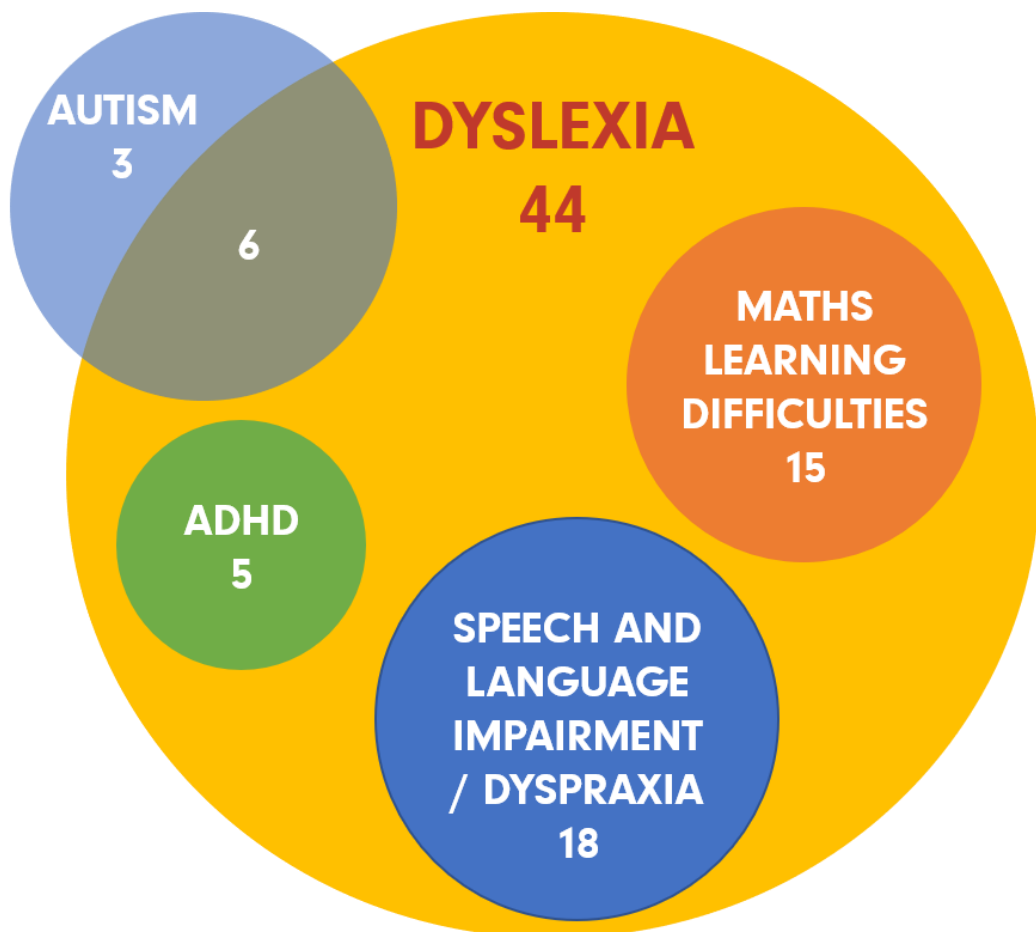 AUTISM
3
6
DYSLEXIA
44
MATHS
LEARNING
DIFFICULTIES
15
ADHD
5
SPEECH AND
LANGUAGE
IMPAIRMENT
/ DYSPRAXIA
18